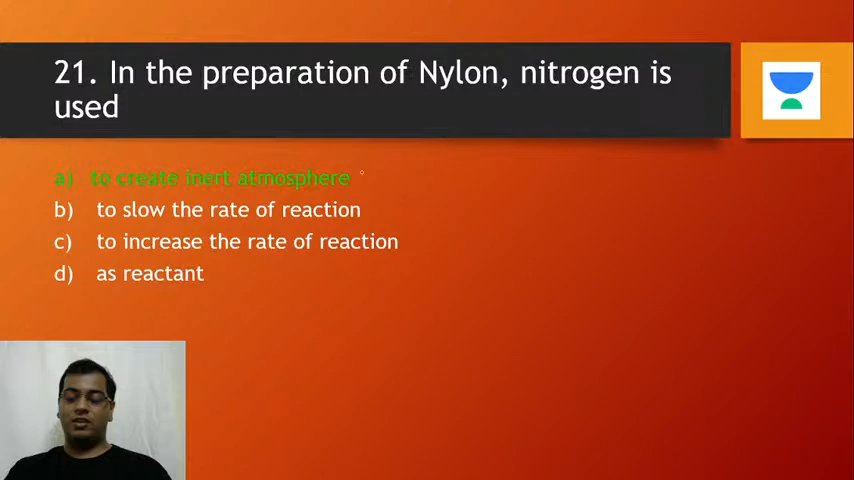 21. In the preparation of Nylon, nitrogen is
used
a) to create inert atmosphere
b) to slow the rate of reaction
c) to increase the rate of reaction
d) as reactant